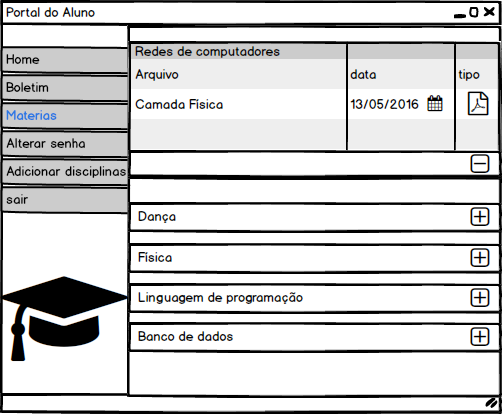 Portal do Aluno
Home
Boletim
Materias
Alterar senha
Adicionar disciplinas
sair
Redes de computadores
Arquivo data tipo
Camada Física 13/05/2016
Dança
Fisica
Linguagem de programação
Banco de dados